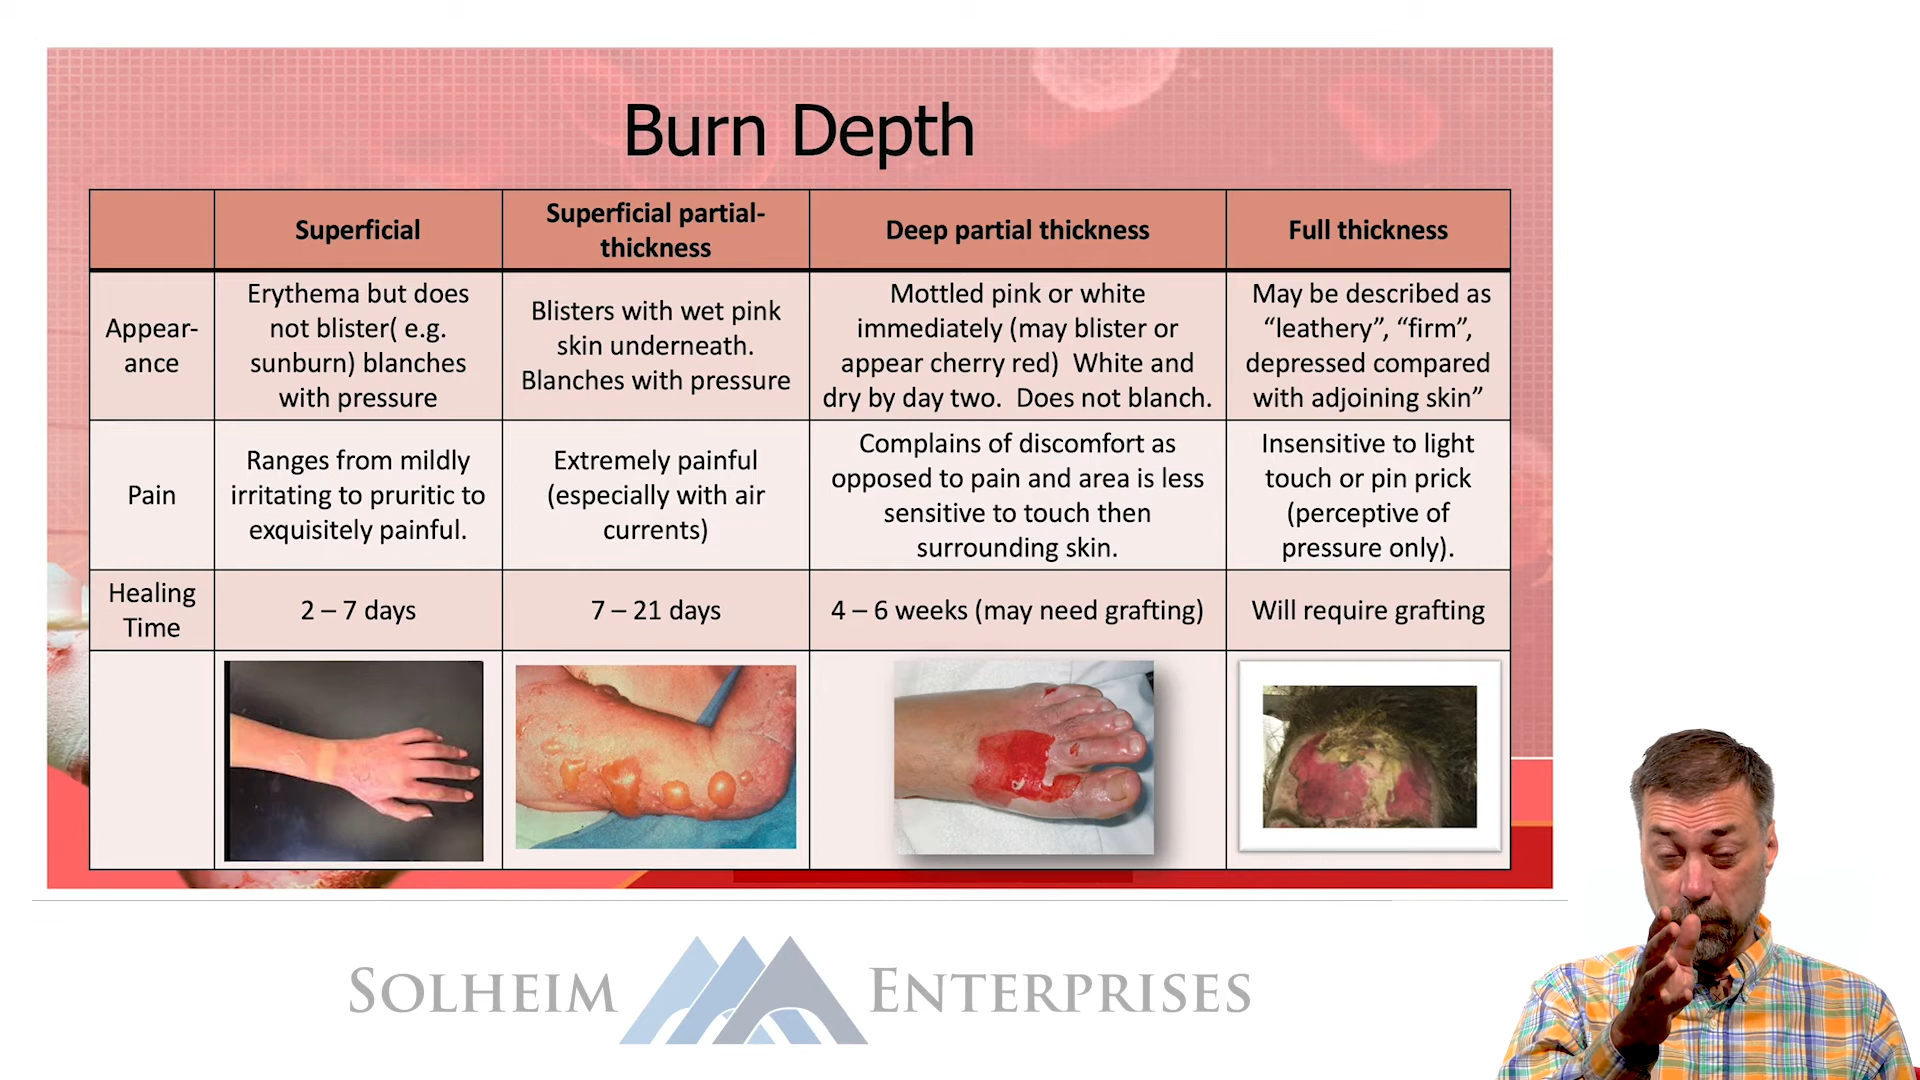 Burn Depth
Superficial
Superficial partial-
thickness
Deep partial thickness
Full thickness
Appear-
ance
Erythema but does
not blister( e.g.
sunburn) blanches
with pressure
Blisters with wet pink
skin underneath.
Blanches with pressure
Mottled pink or white
immediately (may blister or
appear cherry red)  White and
dry by day two.  Does not blanch.
May be described as
“leathery”, “firm”,
depressed compared
with adjoining skin”
Pain
Ranges from mildly
irritating to pruritic to
exquisitely painful.
Extremely painful
(especially with air
currents)
Complains of discomfort as
opposed to pain and area is less
sensitive to touch then
surrounding skin.
Insensitive to light
touch or pin prick
(perceptive of
pressure only).
Healing
Time
2 – 7 days
7 – 21 days
4 – 6 weeks (may need grafting)
Will require grafting
SOLHEIM ENTERPRISES